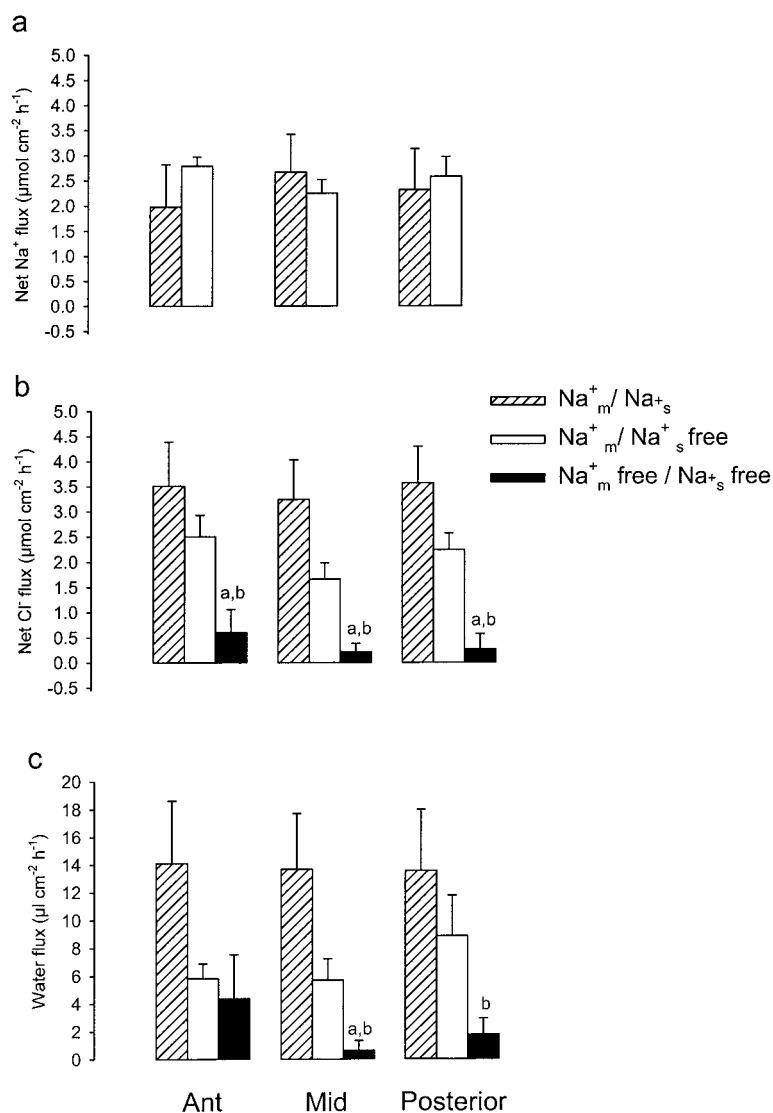 a
Net Na⁺ flux (µmol cm⁻² h⁻¹)
5.0
4.5
4.0
3.5
3.0
2.5
2.0
1.5
1.0
0.5
0.0
-0.5
b
Net Cl⁻ flux (µmol cm⁻² h⁻¹)
5.0
4.5
4.0
3.5
3.0
2.5
2.0
1.5
1.0
0.5
0.0
-0.5
a,b
a,b
a,b
Na⁺m/ Na+s
Na⁺m/ Na⁺s free
Na⁺m free / Na+s free
c
Water flux (µl cm⁻² h⁻¹)
20
18
16
14
12
10
8
6
4
2
0
a,b
b
Ant Mid Posterior